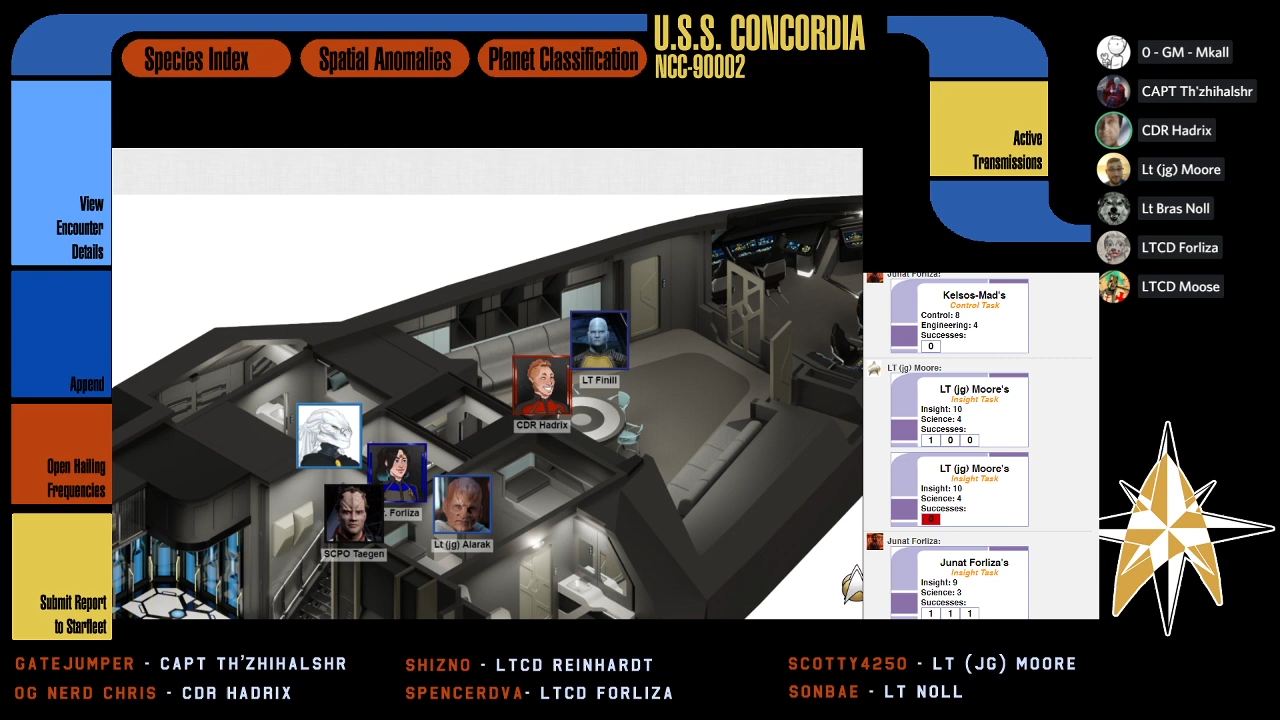 Species Index
Spatial Anomalies
Planet Classification
U.S.S. CONCORDIA
NCC-90002
View
Encounter
Details
Append
Open Hailing
Frequencies
Submit Report
to Starfleet
Active
Transmissions
0 - GM - Mkall
CAPT Th'zhihalshr
CDR Hadrix
Lt (jg) Moore
Lt Bras Noll
LTCD Forliza
LTCD Moose
LT Finill
CDR Hadrix
r. Forliza
SCPO Taegen
Lt (jg) Alarak
Junat Forliza:
Kelsos-Mad's
Control Task
Control: 8
Engineering: 4
Successes:
0
LT (jg) Moore:
LT (jg) Moore's
Insight Task
Insight: 10
Science: 4
Successes:
1 0 0
LT (jg) Moore's
Insight Task
Insight: 10
Science: 4
Successes:
0
Junat Forliza:
Junat Forliza's
Insight Task
Insight: 9
Science: 3
Successes:
1 1 1
GATEJUMPER - CAPT TH'ZHIHALSHR
OG NERD CHRIS - CDR HADRIX
SHIZNO - LTCD REINHARDT
SPENCERDVA- LTCD FORLIZA
SCOTTY4250 - LT (JG) MOORE
SONBAE - LT NOLL